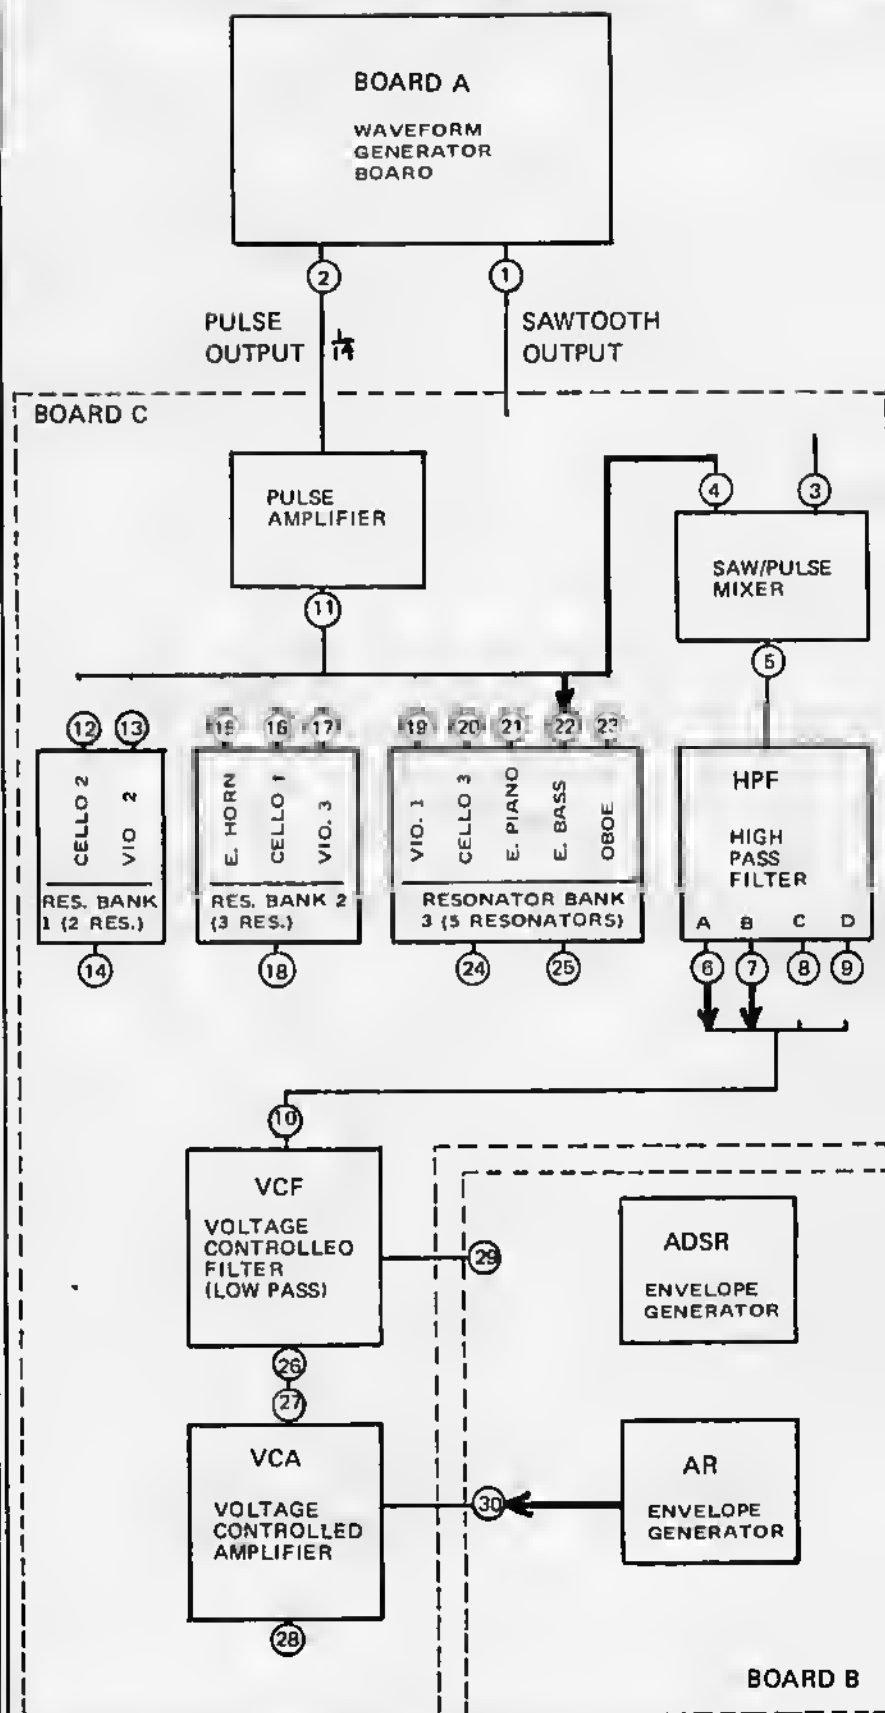 BOARD A
WAVEFORM
GENERATOR
BOARO
2
1
PULSE
OUTPUT
1/14
SAWTOOTH
OUTPUT
BOARD C
PULSE
AMPLIFIER
11
4
3
SAW/PULSE
MIXER
5
12
13
15
16
17
19
20
21
22
23
CELLO 2
VIO 2
RES. BANK
1 (2 RES.)
14
E. HORN
CELLO 1
VIO. 3
RES. BANK 2
(3 RES.)
18
VIO. 1
CELLO 3
E. PIANO
E. BASS
OBOE
RESONATOR BANK
3 (5 RESONATORS)
24
25
HPF
HIGH
PASS
FILTER
A B C D
6
7
8
9
10
VCF
VOLTAGE
CONTROLLEO
FILTER
(LOW PASS)
29
26
27
ADSR
ENVELOPE
GENERATOR
VCA
VOLTAGE
CONTROLLED
AMPLIFIER
30
28
AR
ENVELOPE
GENERATOR
BOARD B